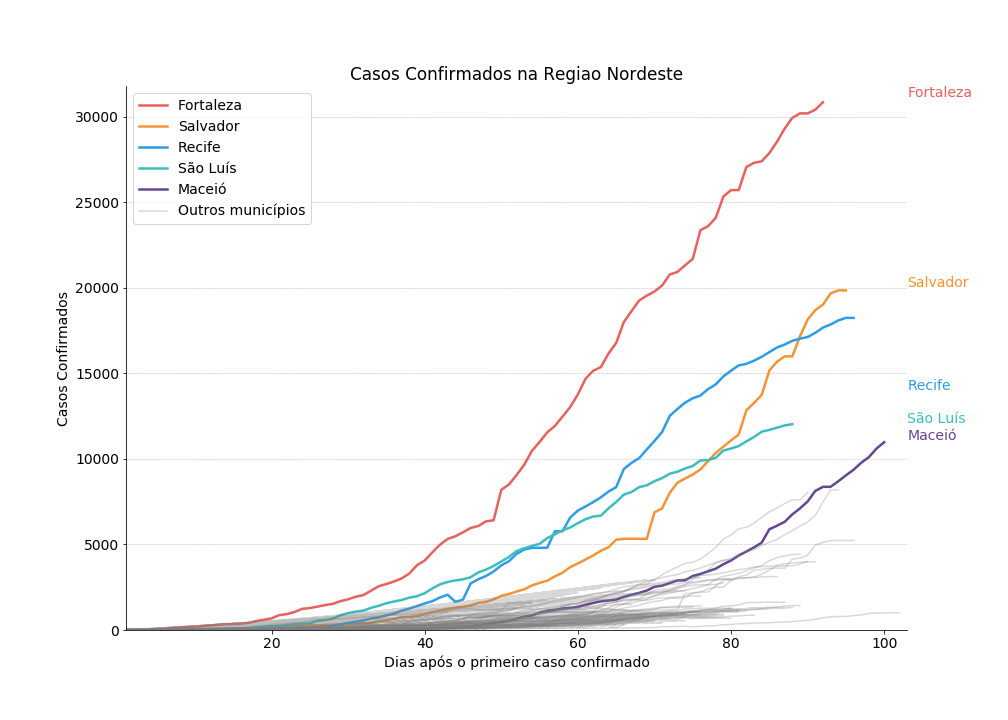 Casos Confirmados na Regiao Nordeste
Fortaleza
Salvador
Recife
São Luís
Maceió
Outros municípios
Casos Confirmados
30000
25000
20000
15000
10000
5000
0
20
40
60
80
100
Dias após o primeiro caso confirmado
Fortaleza
Salvador
Recife
São Luís
Maceió